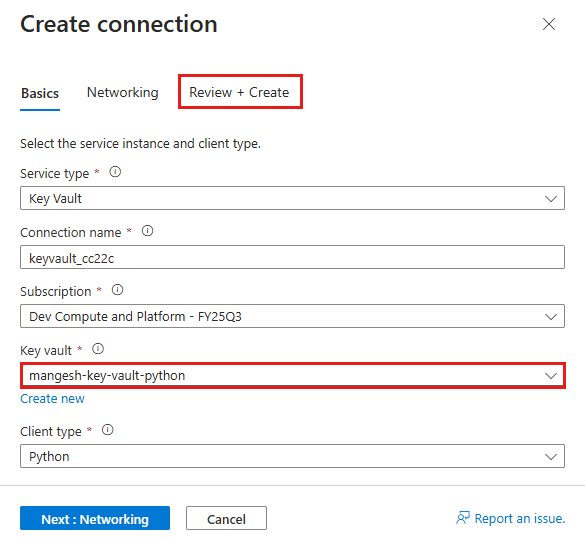 Create connection
Basics Networking Review + Create
Select the service instance and client type.
Service type *
Key Vault
Connection name *
keyvault_cc22c
Subscription *
Dev Compute and Platform - FY25Q3
Key vault *
mangesh-key-vault-python
Create new
Client type *
Python
Next : Networking Cancel Report an issue.